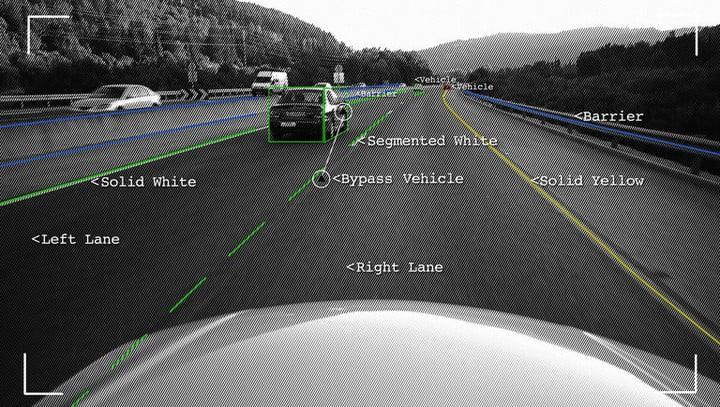 <Vehicle
<Vehicle
<Barrier
<Barrier
<Segmented White
<Bypass Vehicle
<Solid White
<Solid Yellow
<Left Lane
<Right Lane